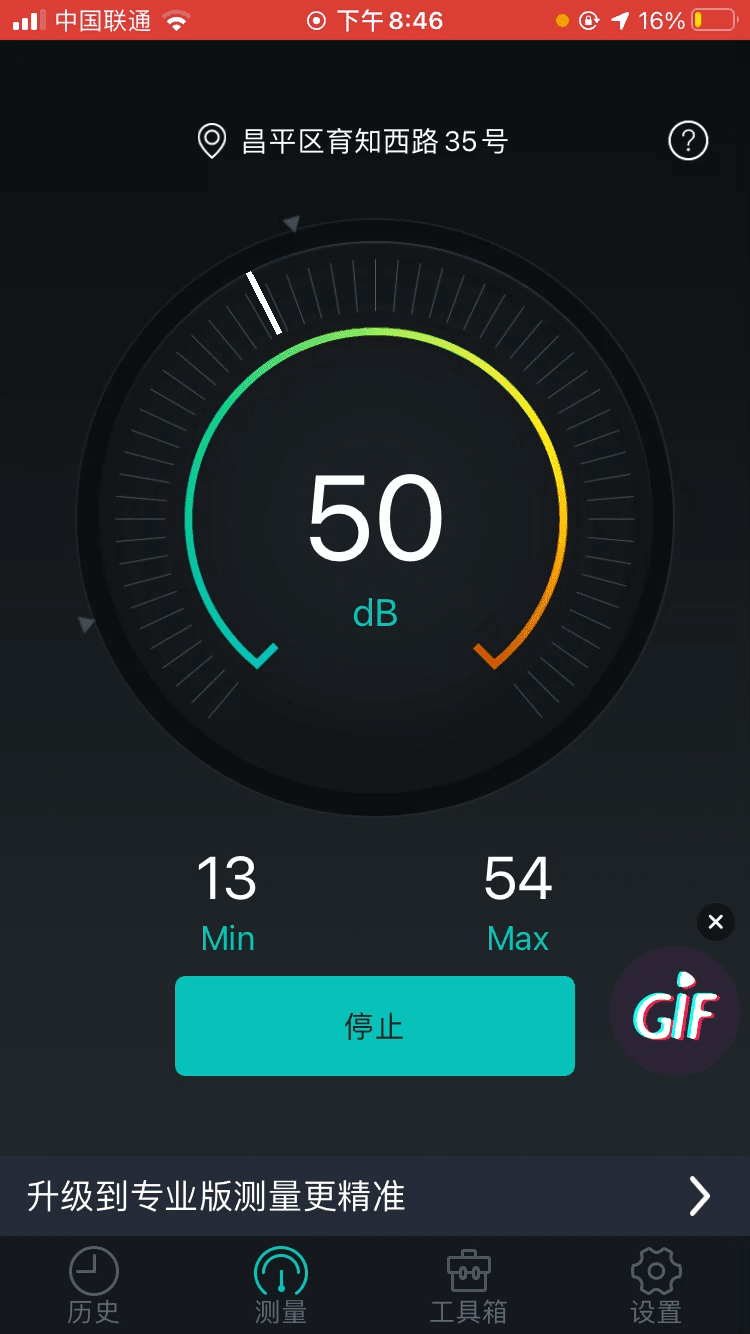 中国联通 下午8:46 16%
昌平区育知西路35号 ?
50
dB
13 54
Min Max
停止
GIF
升级到专业版测量更精准
历史 测量 工具箱 设置